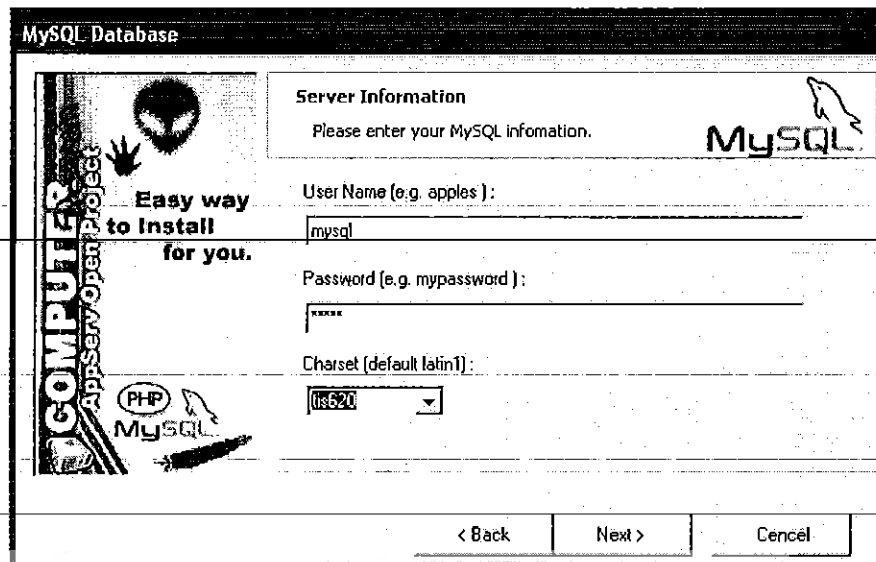 MySQL Database
Server Information
Please enter your MySQL infomation.
MySQL
COMPUTER
AppServ Open Project
Easy way
to Install
for you.
User Name (e.g. apples ) :
mysql
Password (e.g. mypassword ) :
*****
Charset (default latin1) :
tis620
PHP
MySQL
< Back
Next >
Cancel